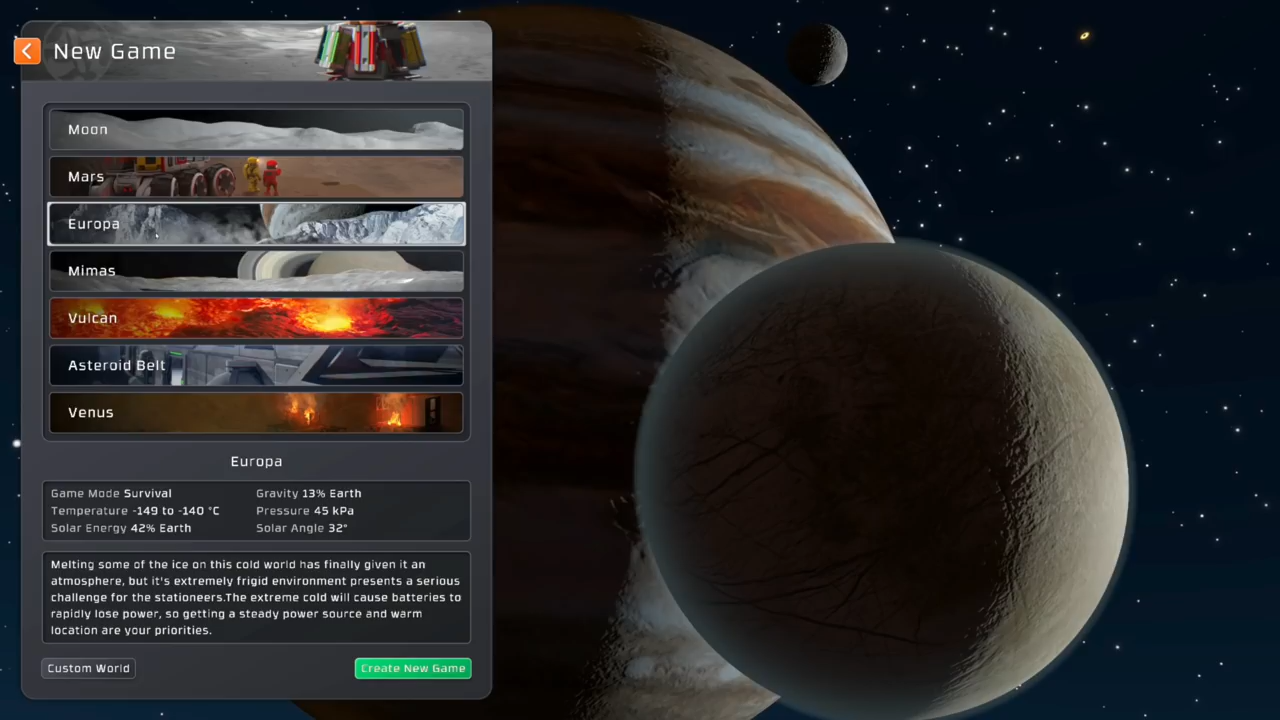 New Game
Moon
Mars
Europa
Mimas
Vulcan
Asteroid Belt
Venus
Europa
Game Mode Survival
Gravity 13% Earth
Temperature -149 to -140 °C
Pressure 45 kPa
Solar Energy 42% Earth
Solar Angle 32°
Melting some of the ice on this cold world has finally given it an
atmosphere, but it's extremely frigid environment presents a serious
challenge for the stationeers.The extreme cold will cause batteries to
rapidly lose power, so getting a steady power source and warm
location are your priorities.
Custom World
Create New Game